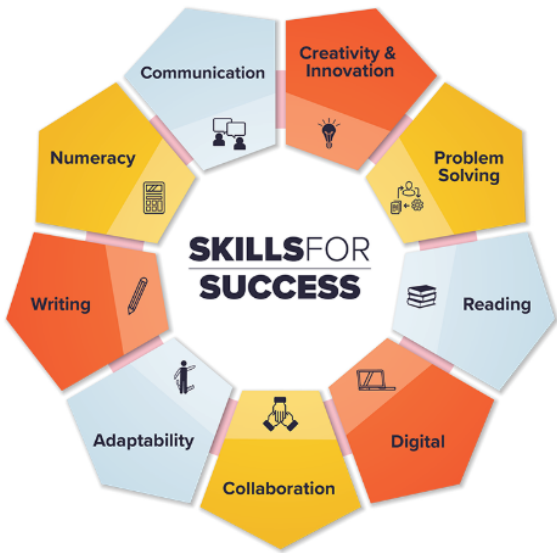 Communication
Creativity &
Innovation
Problem
Solving
Reading
Digital
Collaboration
Adaptability
Writing
Numeracy
SKILLSFOR
SUCCESS